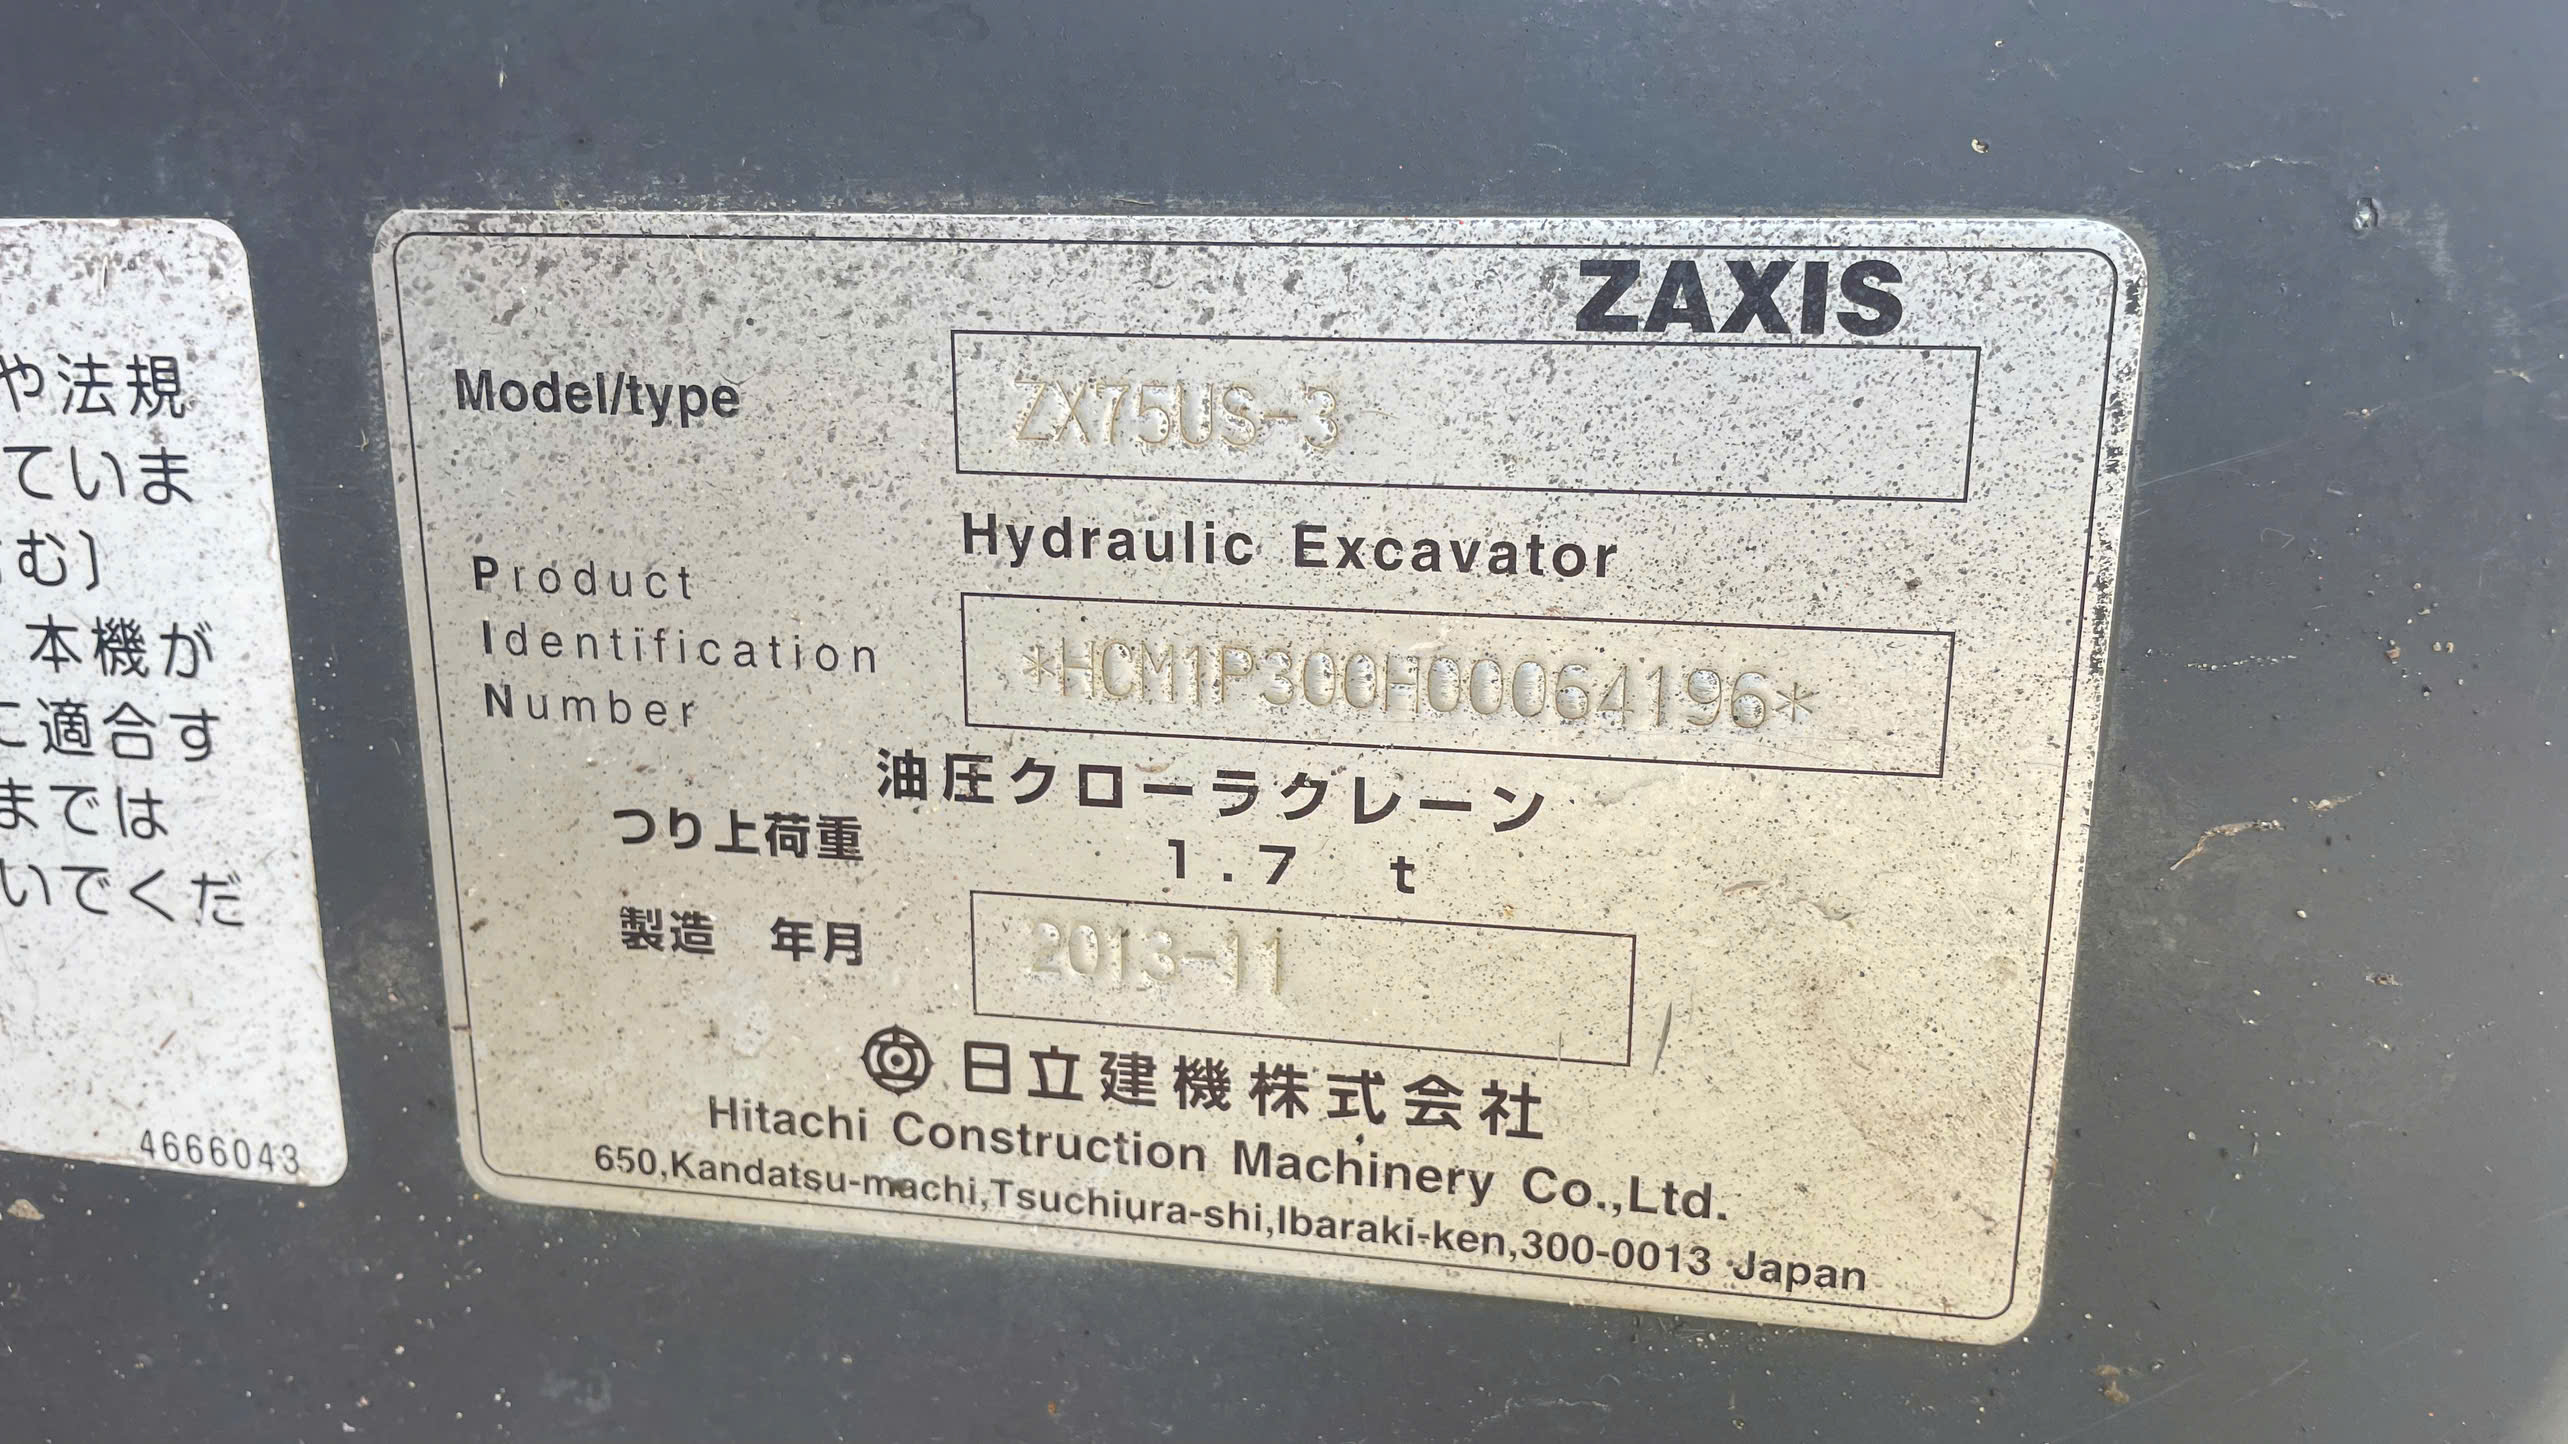 や法規
ていま
む〕
本機が
に適合す
までは
いでくだ
4666043
ZAXIS
Model/type ZX75US-3
Hydraulic Excavator
Product
Identification
Number
*HCM1P300H00064196*
油圧クローラクレーン
つり上荷重 1.7 t
製造 年月 2013-11
日立建機株式会社
Hitachi Construction Machinery Co.,Ltd.
650,Kandatsu-machi,Tsuchiura-shi,Ibaraki-ken,300-0013 Japan